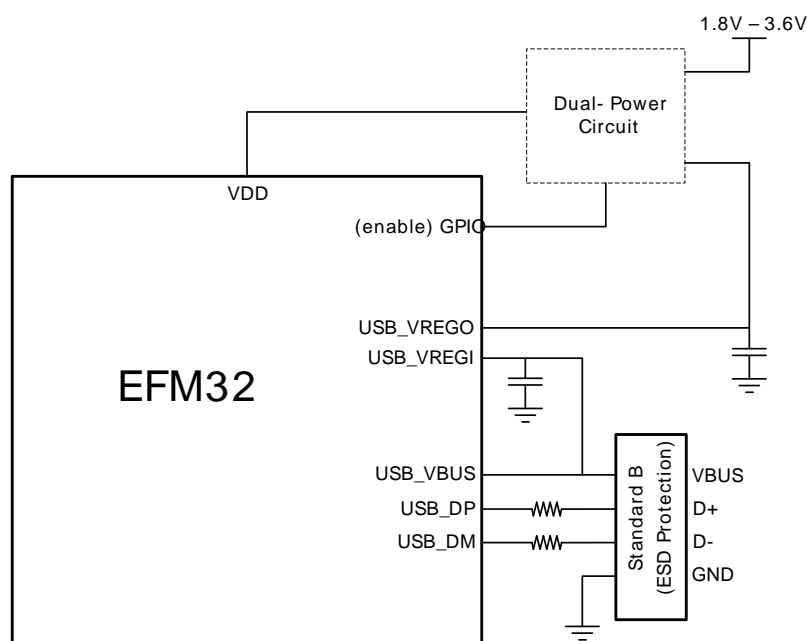 1.8V – 3.6V
Dual- Power
Circuit
VDD
(enable) GPIO
USB_VREGO
USB_VREGI
EFM32
USB_VBUS
USB_DP
USB_DM
Standard B
(ESD Protection)
VBUS
D+
D-
GND